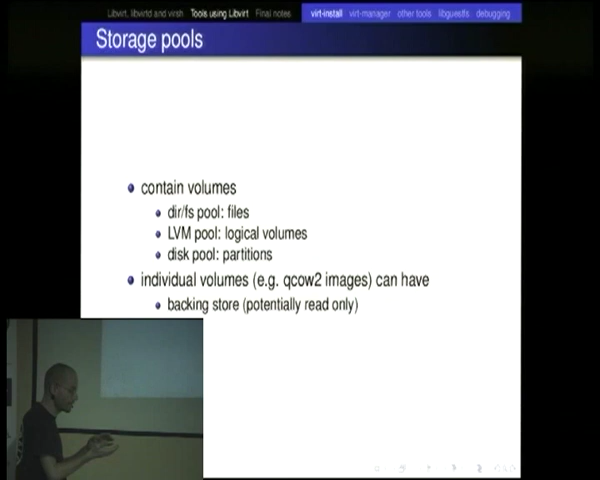 Libvirt, libvirtd and virsh Tools using Libvirt Final notes virt-install virt-manager other tools libguestfs debugging
Storage pools
contain volumes
dir/fs pool: files
LVM pool: logical volumes
disk pool: partitions
individual volumes (e.g. qcow2 images) can have
backing store (potentially read only)